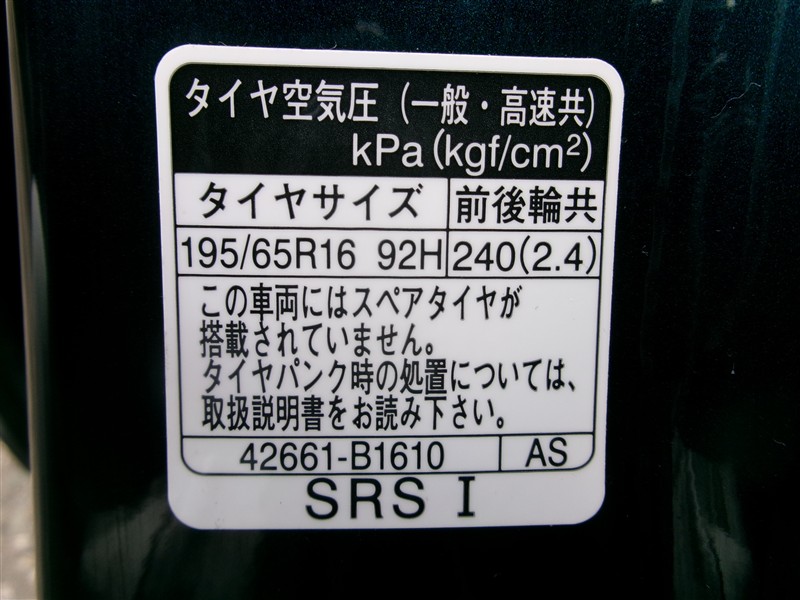 タイヤ空気圧(一般・高速共)
kPa(kgf/cm²)
タイヤサイズ 前後輪共
195/65R16 92H 240(2.4)
この車両にはスペアタイヤが
搭載されていません。
タイヤパンク時の処置については、
取扱説明書をお読み下さい。
42661-B1610 AS
SRS I